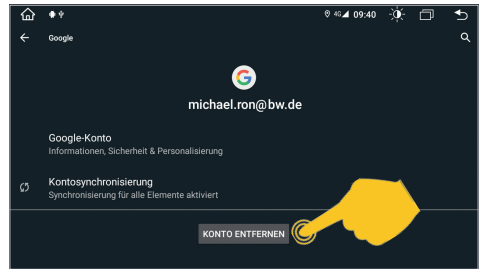 4G 09:40
Google
G
michael.ron@bw.de
Google-Konto
Informationen, Sicherheit & Personalisierung
Kontosynchronisierung
Synchronisierung für alle Elemente aktiviert
KONTO ENTFERNEN